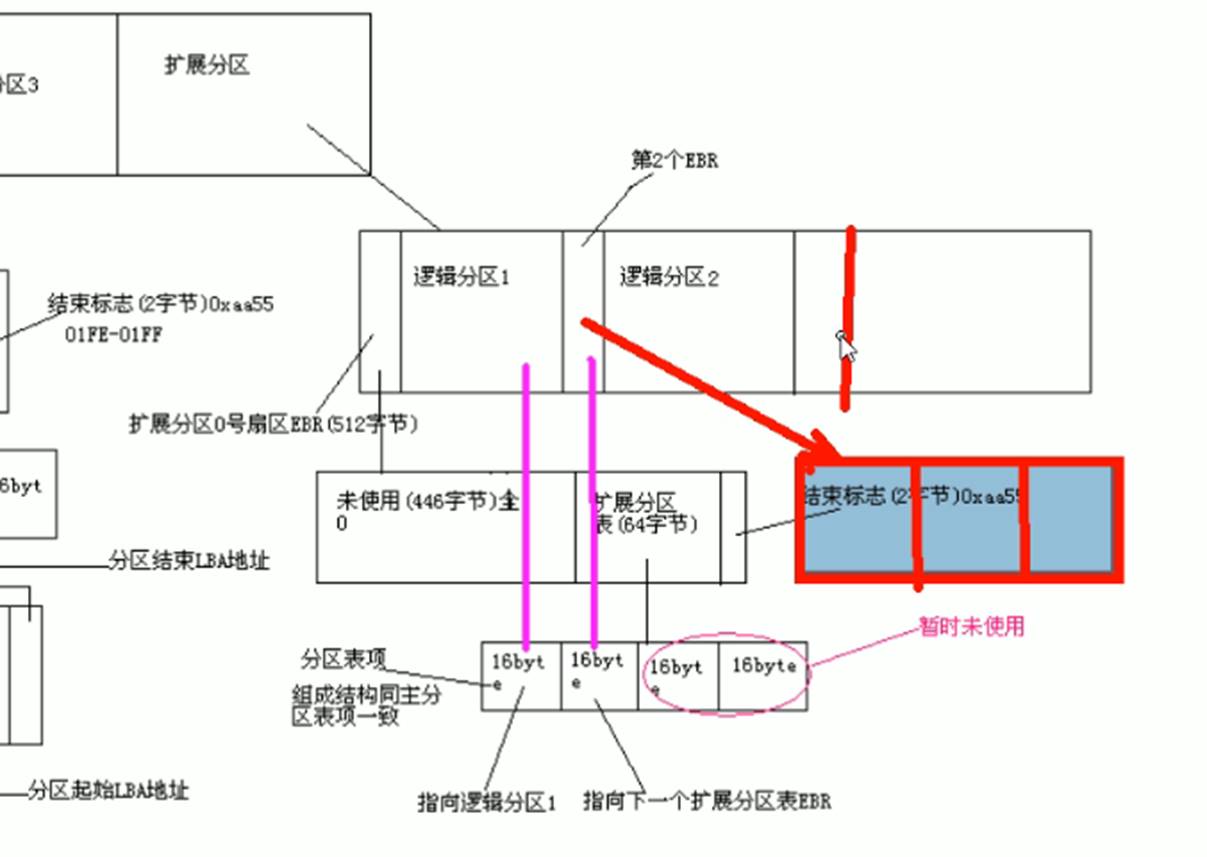 扩展分区
分区3
第2个EBR
逻辑分区1
逻辑分区2
结束标志(2字节)0xaa55
01FE-01FF
扩展分区0号扇区EBR(512字节)
6byt
未使用(446字节)全
0
扩展分区
表(64字节)
结束标志(2字节)0xaa55
分区结束LBA地址
暂时未使用
分区表项
组成结构同主分
区表项一致
16byt
e
16byt
e
16byt
e
16byte
分区起始LBA地址
指向逻辑分区1
指向下一个扩展分区表EBR